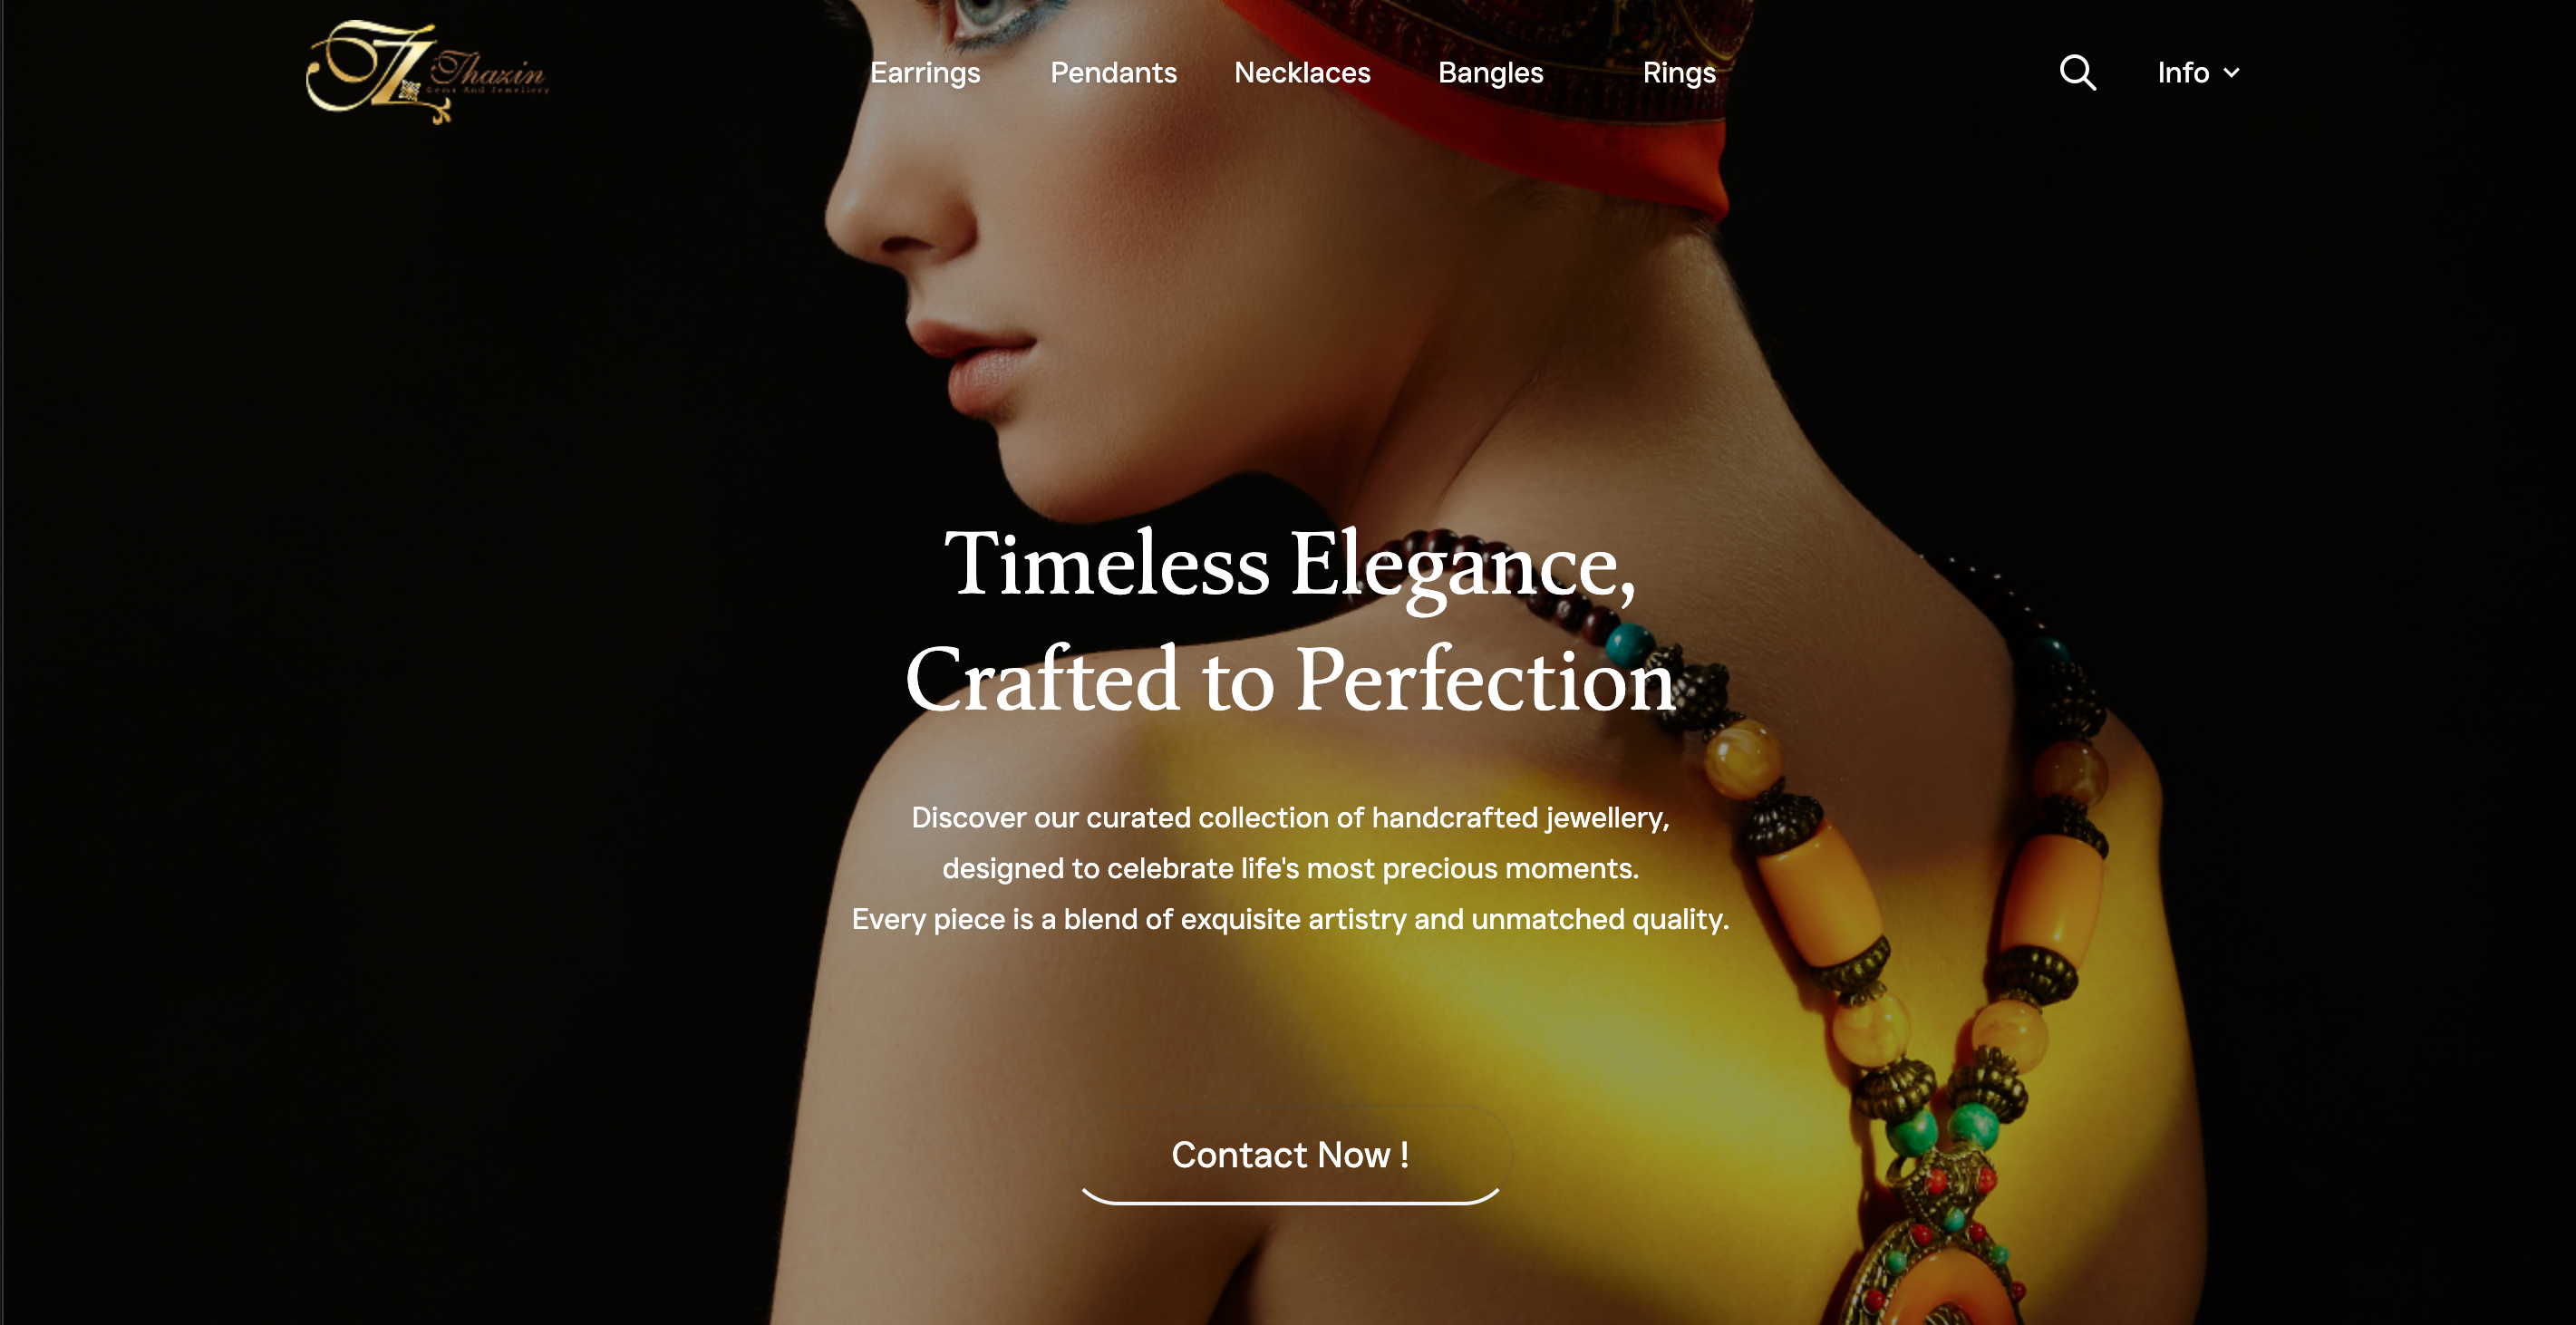 TZ Thazin
Gems And Jewellery
Earrings Pendants Necklaces Bangles Rings Info
Timeless Elegance,
Crafted to Perfection
Discover our curated collection of handcrafted jewellery,
designed to celebrate life's most precious moments.
Every piece is a blend of exquisite artistry and unmatched quality.
Contact Now !